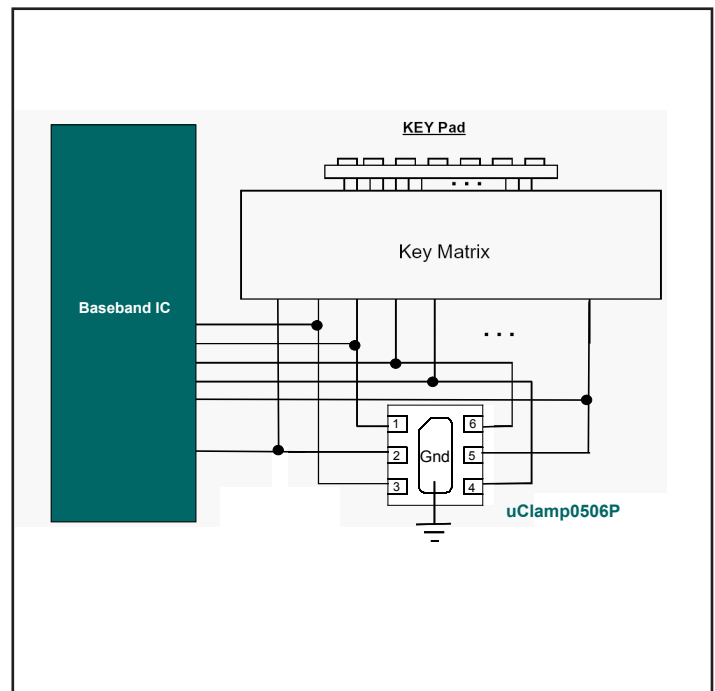 KEY Pad
. . .
Key Matrix
Baseband IC
. . .
1
6
2
Gnd
5
3
4
uClamp0506P